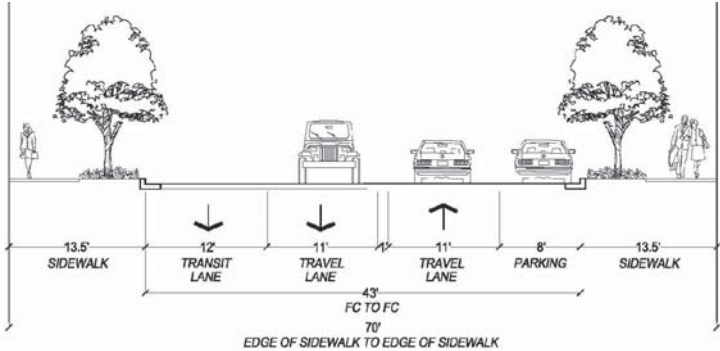 13.5' 12' 11' 1' 11' 8' 13.5'
SIDEWALK TRANSIT TRAVEL TRAVEL PARKING SIDEWALK
LANE LANE LANE
43'
FC TO FC
70'
EDGE OF SIDEWALK TO EDGE OF SIDEWALK